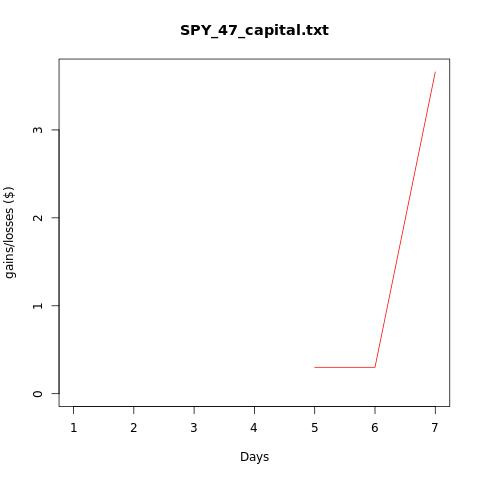 SPY_47_capital.txt
gains/losses ($)
3
2
1
0
1 2 3 4 5 6 7
Days